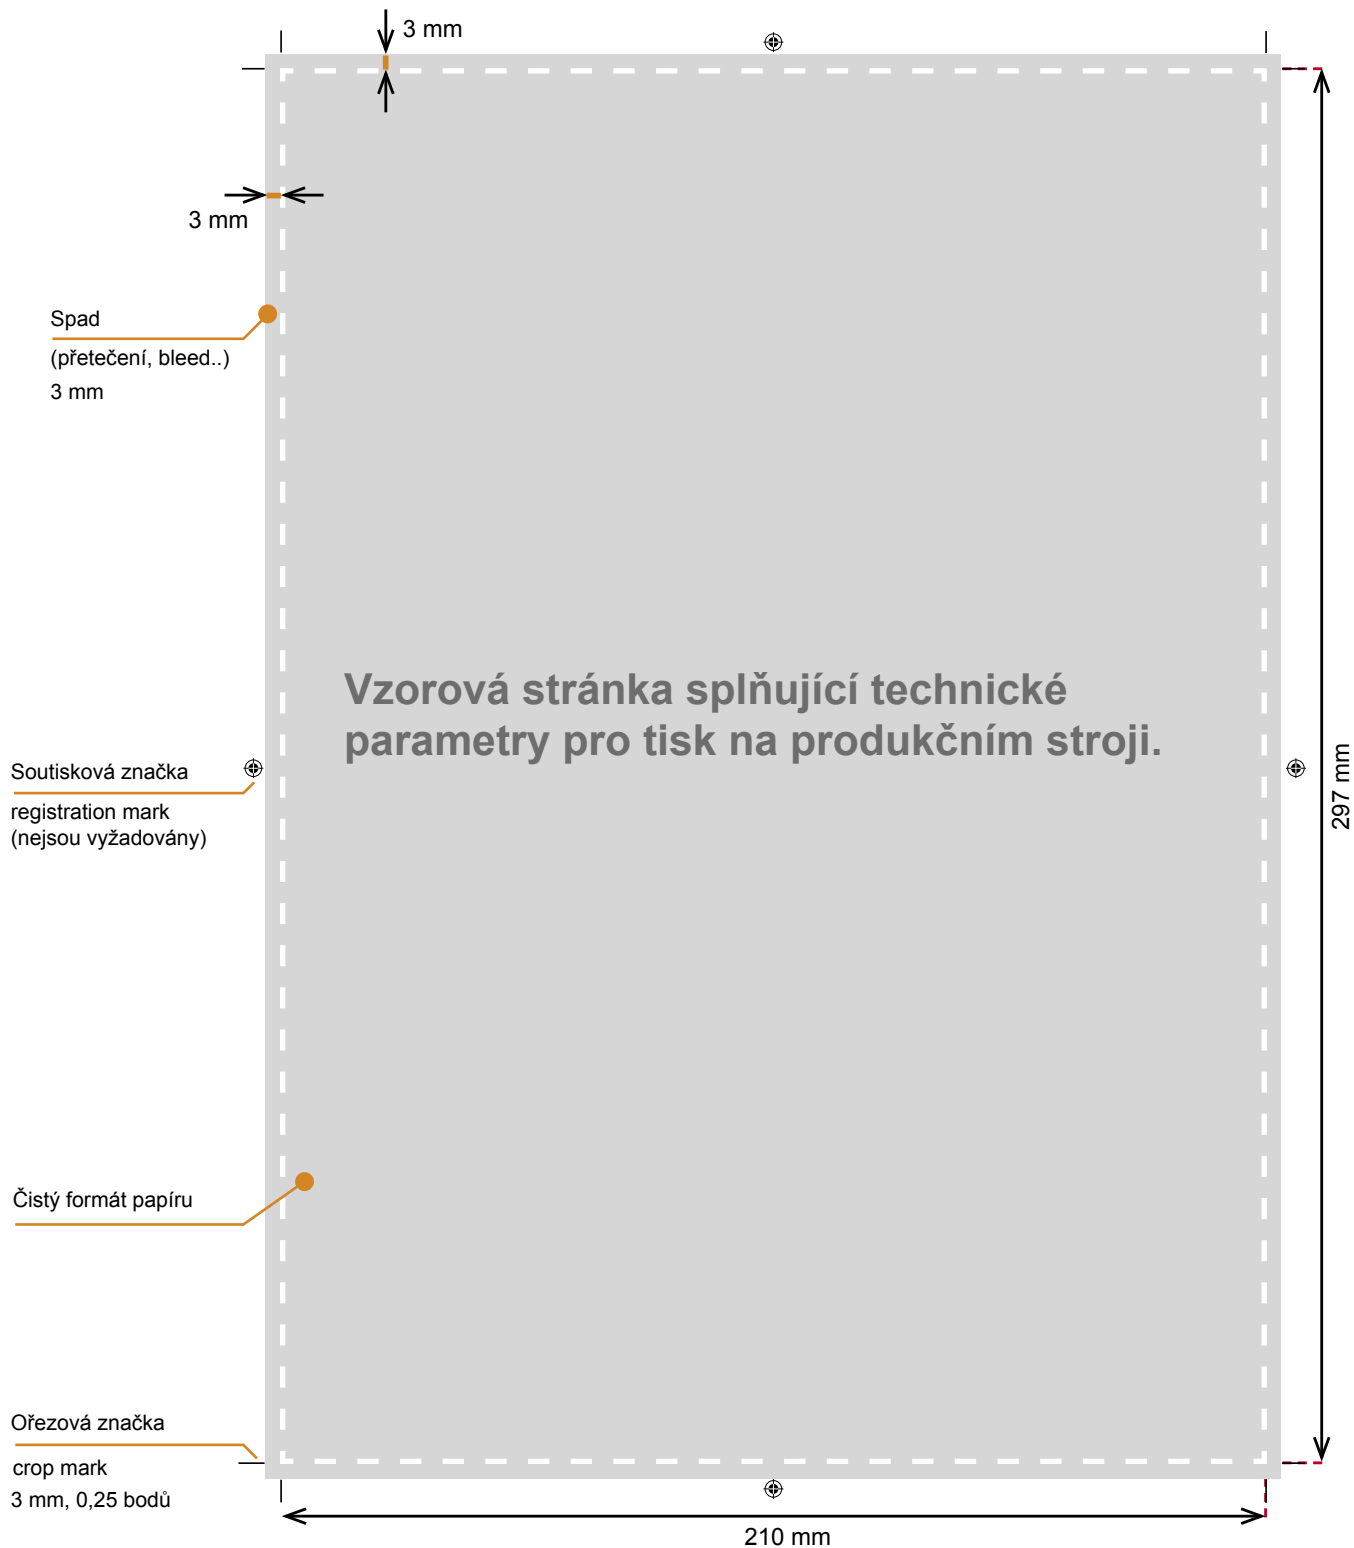 3 mm
3 mm
Spad
(přetečení, bleed..)
3 mm
Vzorová stránka splňující technické
parametry pro tisk na produkčním stroji.
Soutisková značka
registration mark
(nejsou vyžadovány)
297 mm
Čistý formát papíru
Ořezová značka
crop mark
3 mm, 0,25 bodů
210 mm